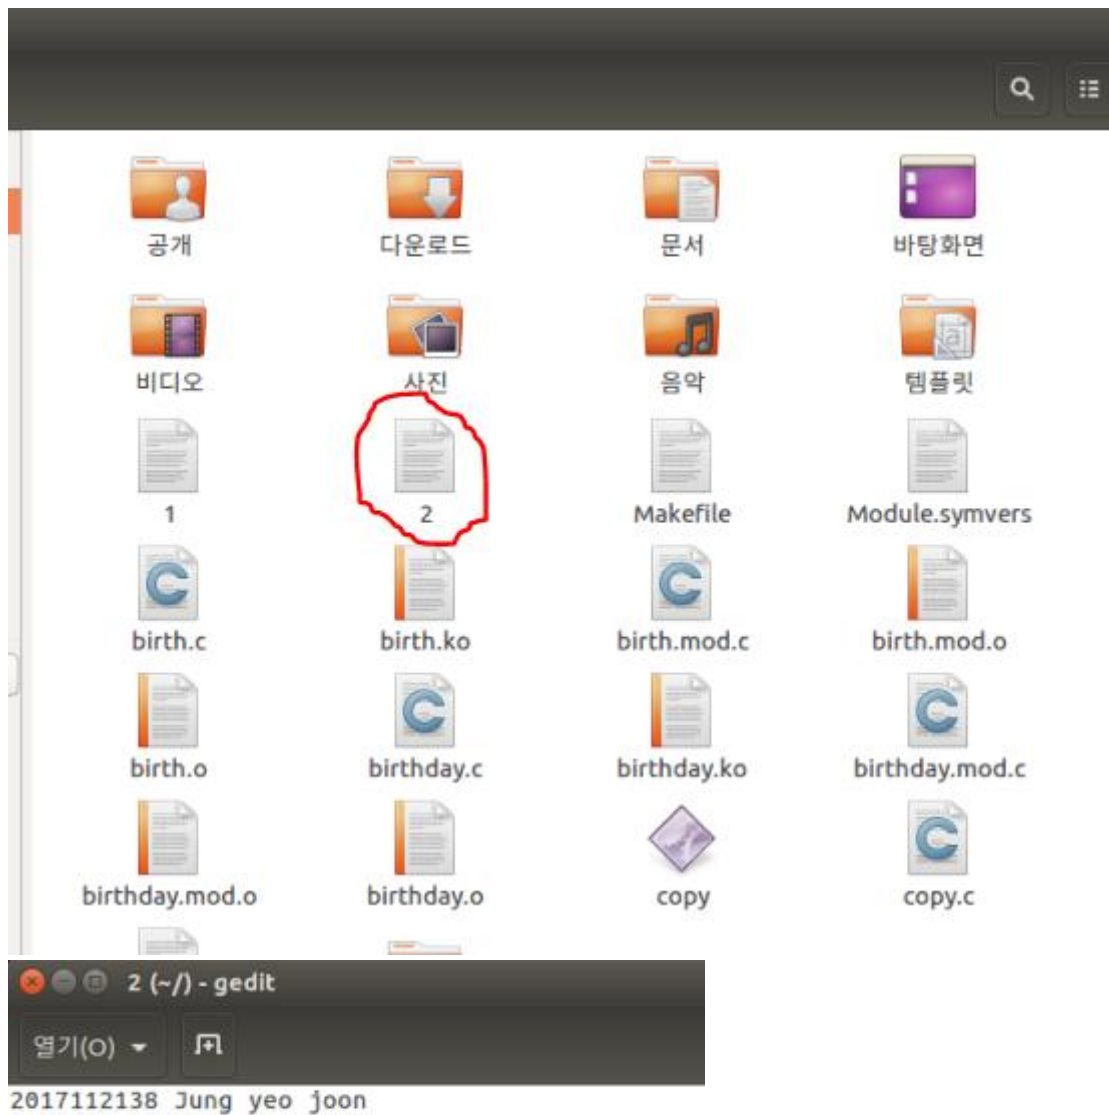 공개 다운로드 문서 바탕화면
비디오 사진 음악 템플릿
1 2 Makefile Module.symvers
birth.c birth.ko birth.mod.c birth.mod.o
birth.o birthday.c birthday.ko birthday.mod.c
birthday.mod.o birthday.o copy copy.c
2 (~/) - gedit
열기(O)
2017112138 Jung yeo joon